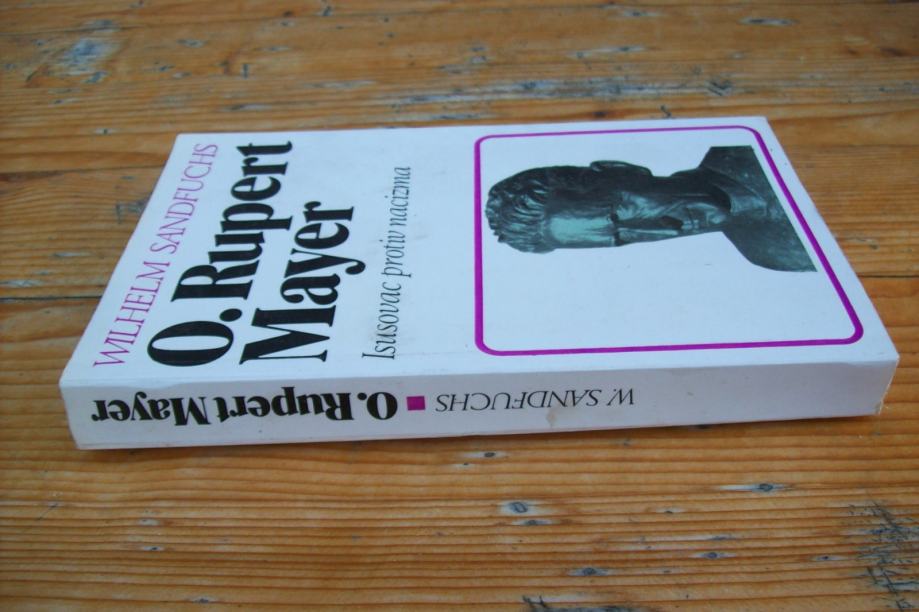 WILHELM SANDFUCHS
O. Rupert
Mayer
Isusovac protiv nacizma
W. SANDFUCHS ■ O. Rupert Mayer